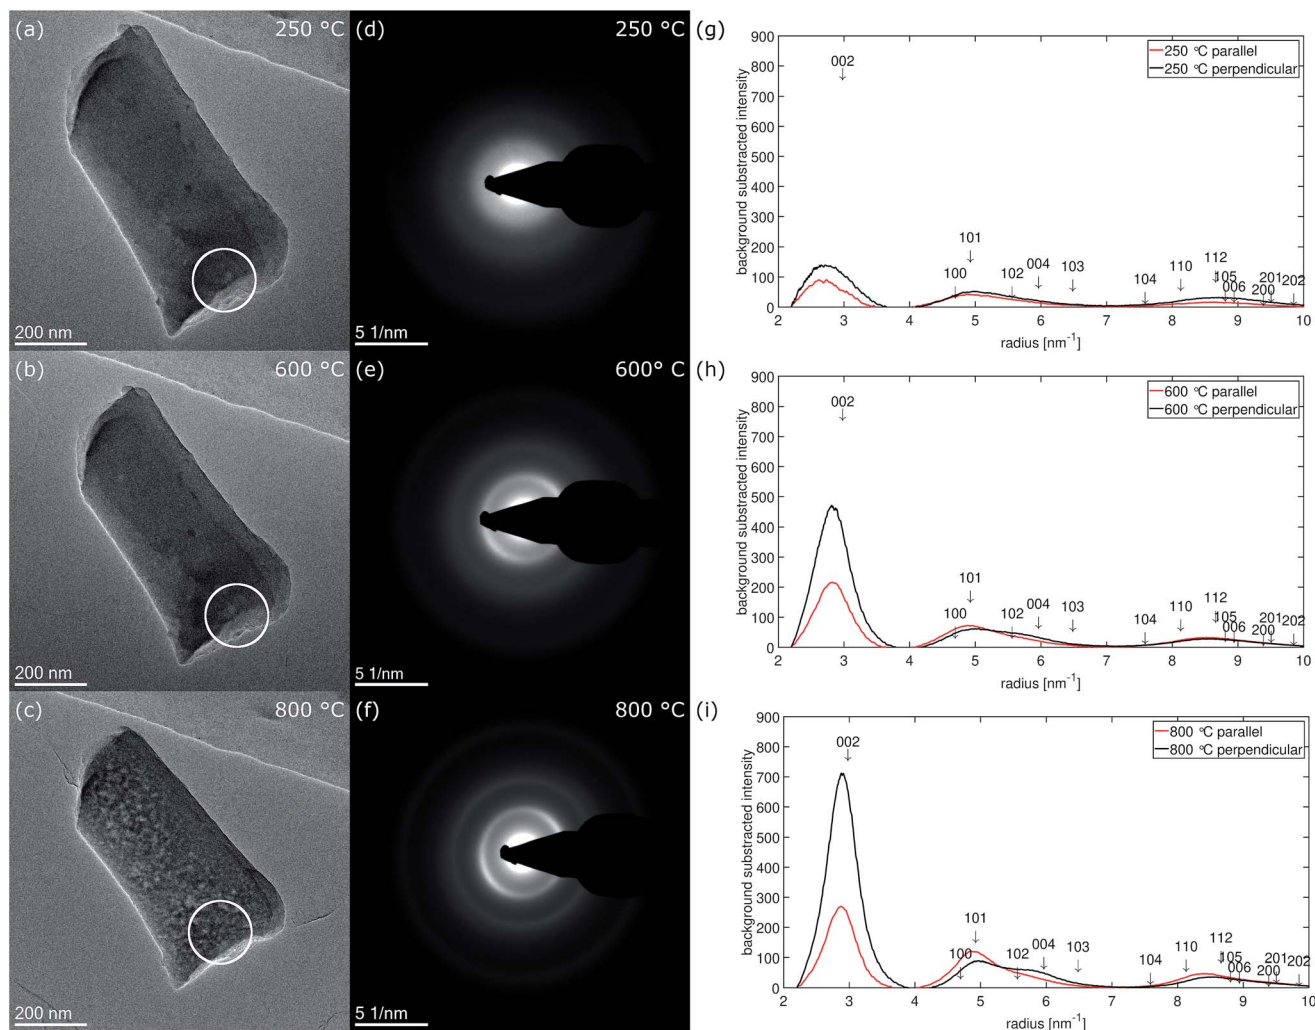 (a) 250 °C
200 nm
(b) 600 °C
200 nm
(c) 800 °C
200 nm
(d) 250 °C
5 1/nm
(e) 600° C
5 1/nm
(f) 800 °C
5 1/nm
(g)
250 °C parallel
250 °C perpendicular
background substracted intensity
900
800
700
600
500
400
300
200
100
0
002
100
101
102
004
103
104
110
112
105
006
200
201
202
2 3 4 5 6 7 8 9 10
radius [nm-1]
(h)
600 °C parallel
600 °C perpendicular
background substracted intensity
900
800
700
600
500
400
300
200
100
0
002
100
101
102
004
103
104
110
112
105
006
200
201
202
2 3 4 5 6 7 8 9 10
radius [nm-1]
(i)
800 °C parallel
800 °C perpendicular
background substracted intensity
900
800
700
600
500
400
300
200
100
0
002
100
101
102
004
103
104
110
112
105
006
200
201
202
2 3 4 5 6 7 8 9 10
radius [nm-1]